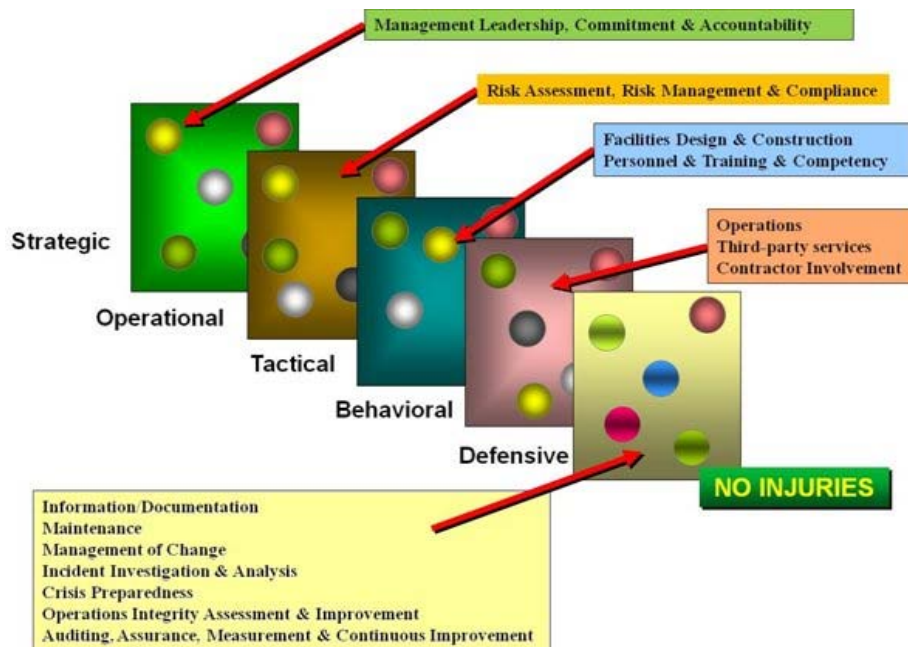 Management Leadership, Commitment & Accountability
Risk Assessment, Risk Management & Compliance
Facilities Design & Construction
Personnel & Training & Competency
Operations
Third-party services
Contractor Involvement
Strategic
Operational
Tactical
Behavioral
Defensive
NO INJURIES
Information/Documentation
Maintenance
Management of Change
Incident Investigation & Analysis
Crisis Preparedness
Operations Integrity Assessment & Improvement
Auditing, Assurance, Measurement & Continuous Improvement